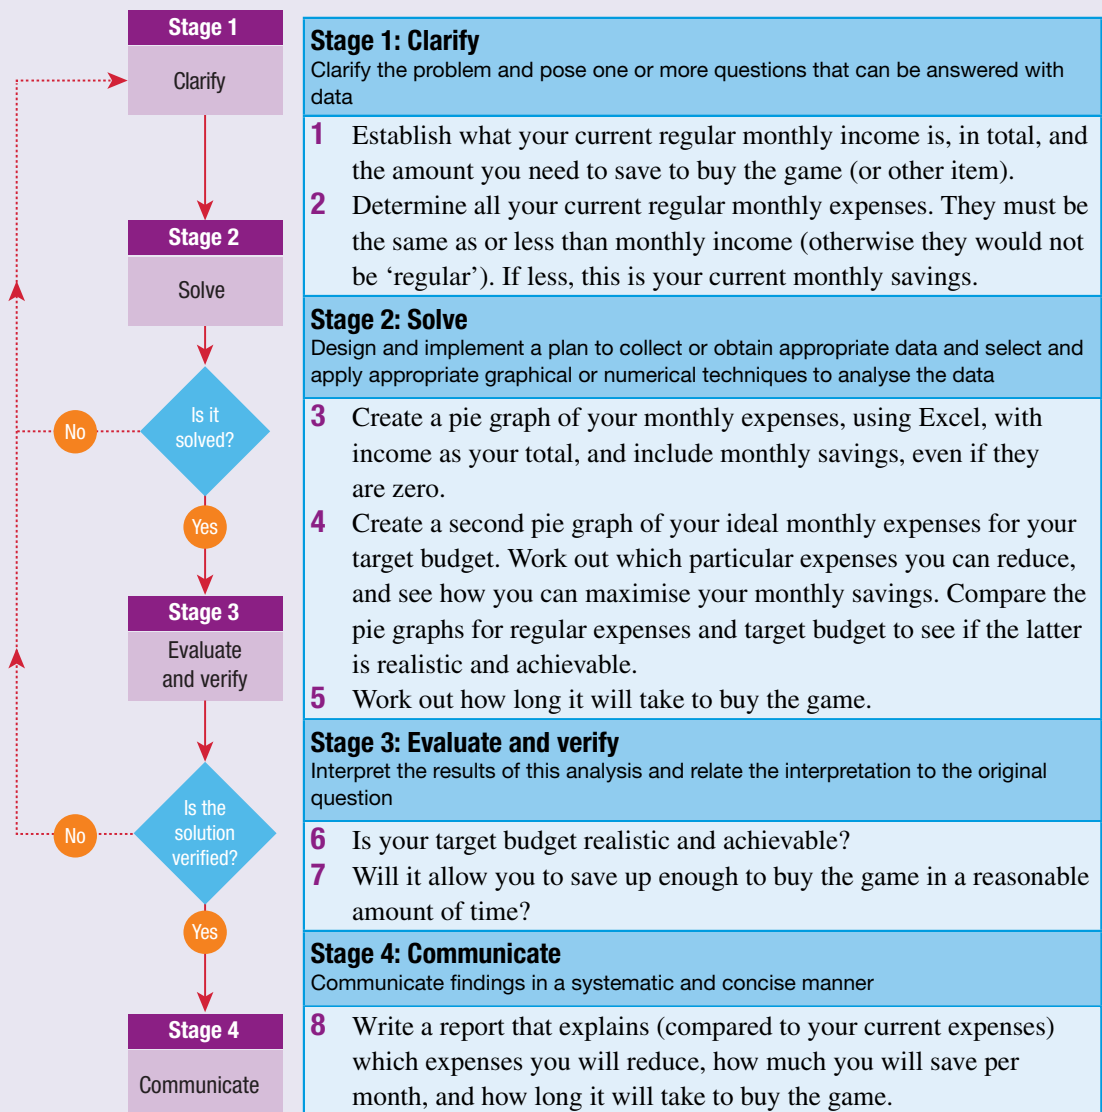 Stage 1
Clarify
Stage 2
Solve
Is it
solved?
No
Yes
Stage 3
Evaluate
and verify
Is the
solution
verified?
No
Yes
Stage 4
Communicate
Stage 1: Clarify
Clarify the problem and pose one or more questions that can be answered with
data
1 Establish what your current regular monthly income is, in total, and
the amount you need to save to buy the game (or other item).
2 Determine all your current regular monthly expenses. They must be
the same as or less than monthly income (otherwise they would not
be ‘regular’). If less, this is your current monthly savings.
Stage 2: Solve
Design and implement a plan to collect or obtain appropriate data and select and
apply appropriate graphical or numerical techniques to analyse the data
3 Create a pie graph of your monthly expenses, using Excel, with
income as your total, and include monthly savings, even if they
are zero.
4 Create a second pie graph of your ideal monthly expenses for your
target budget. Work out which particular expenses you can reduce,
and see how you can maximise your monthly savings. Compare the
pie graphs for regular expenses and target budget to see if the latter
is realistic and achievable.
5 Work out how long it will take to buy the game.
Stage 3: Evaluate and verify
Interpret the results of this analysis and relate the interpretation to the original
question
6 Is your target budget realistic and achievable?
7 Will it allow you to save up enough to buy the game in a reasonable
amount of time?
Stage 4: Communicate
Communicate findings in a systematic and concise manner
8 Write a report that explains (compared to your current expenses)
which expenses you will reduce, how much you will save per
month, and how long it will take to buy the game.